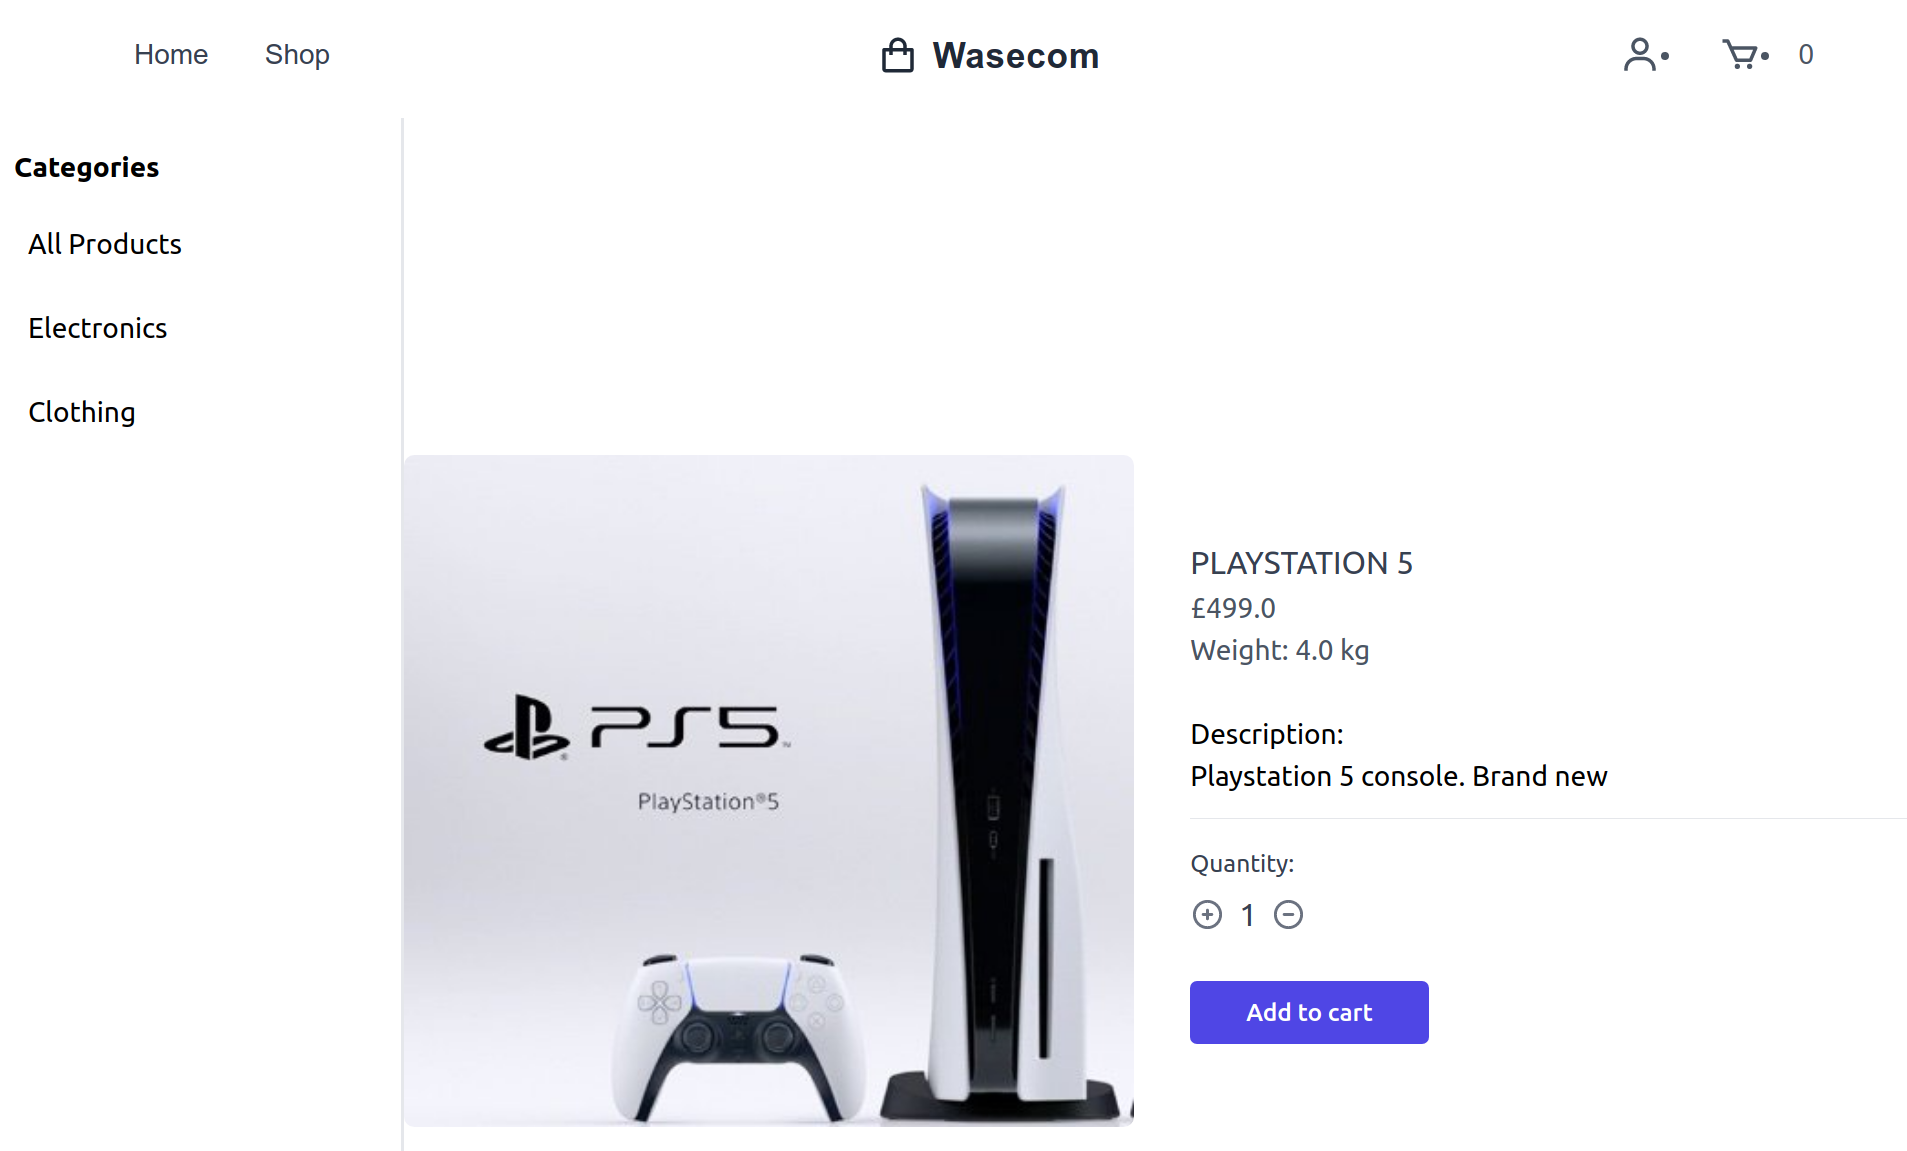 Home Shop Wasecom 0
Categories
All Products
Electronics
Clothing
PS5
PlayStation®5
PLAYSTATION 5
£499.0
Weight: 4.0 kg
Description:
Playstation 5 console. Brand new
Quantity:
1
Add to cart